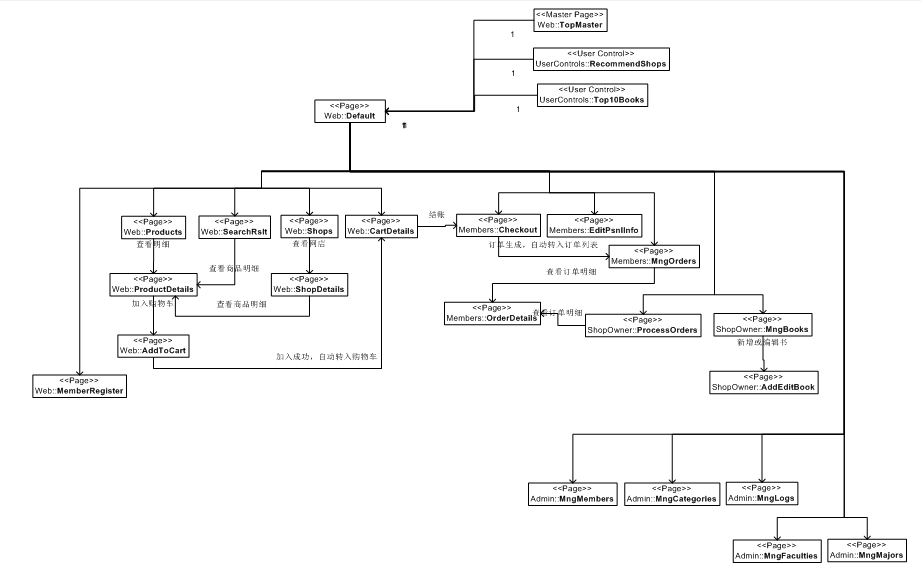 <<Master Page>>
Web::TopMaster
1
<<User Control>>
UserControls::RecommendShops
1
<<User Control>>
UserControls::Top10Books
1
<<Page>>
Web::Default
<<Page>>
Web::Products
查看明细
<<Page>>
Web::SearchRslt
<<Page>>
Web::Shops
查看网店
<<Page>>
Web::CartDetails
结账
<<Page>>
Members::Checkout
<<Page>>
Members::EditPsnlInfo
订单生成，自动转入订单列表
<<Page>>
Members::MngOrders
查看商品明细
查看订单明细
<<Page>>
Web::ProductDetails
<<Page>>
Web::ShopDetails
加入购物车
查看商品明细
<<Page>>
Members::OrderDetails
查看订单明细
<<Page>>
ShopOwner::ProcessOrders
<<Page>>
ShopOwner::MngBooks
新增或编辑书
<<Page>>
Web::AddToCart
加入成功，自动转入购物车
<<Page>>
Web::MemberRegister
<<Page>>
ShopOwner::AddEditBook
<<Page>>
Admin::MngMembers
<<Page>>
Admin::MngCategories
<<Page>>
Admin::MngLogs
<<Page>>
Admin::MngFaculties
<<Page>>
Admin::MngMajors